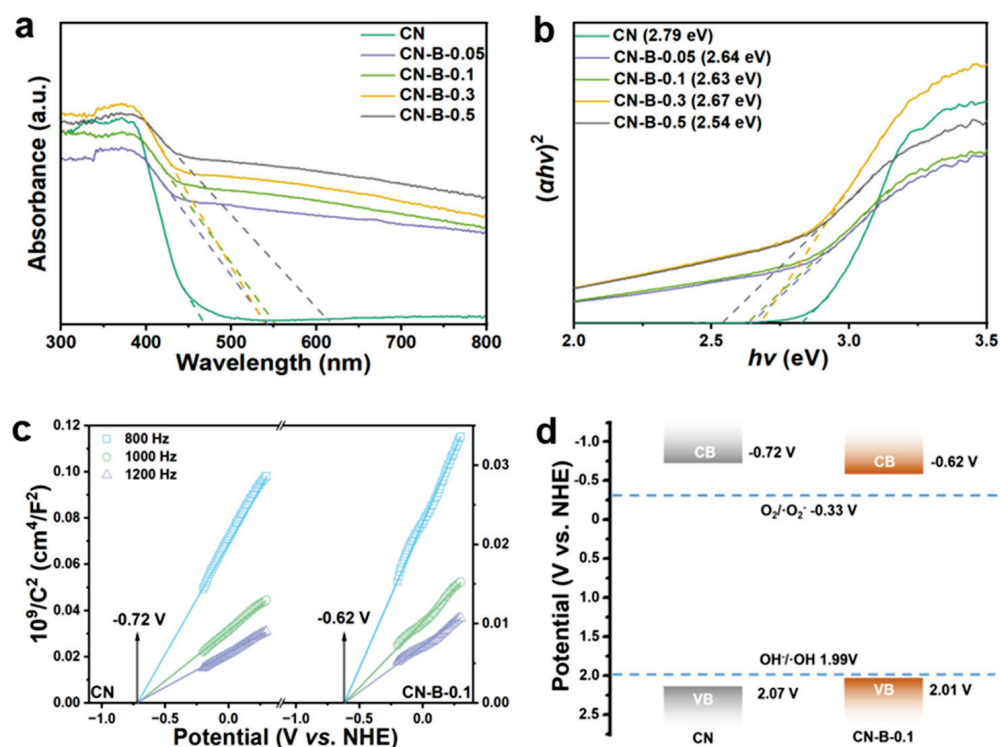 a
CN
CN-B-0.05
CN-B-0.1
CN-B-0.3
CN-B-0.5
Absorbance (a.u.)
300 400 500 600 700 800
Wavelength (nm)
b
CN (2.79 eV)
CN-B-0.05 (2.64 eV)
CN-B-0.1 (2.63 eV)
CN-B-0.3 (2.67 eV)
CN-B-0.5 (2.54 eV)
(αhv)²
2.0 2.5 3.0 3.5
hv (eV)
c
800 Hz
1000 Hz
1200 Hz
0.12
0.10
0.08
0.06
0.04
0.02
0.00
10⁹/C² (cm⁴/F²)
0.03
0.02
0.01
0.00
-0.72 V
-0.62 V
CN
CN-B-0.1
-1.0 -0.5 0.0 -1.0 -0.5 0.0
Potential (V vs. NHE)
d
Potential (V vs. NHE)
-1.0
-0.5
0
0.5
1.0
1.5
2.0
2.5
CB
-0.72 V
CB
-0.62 V
O₂/·O₂⁻ -0.33 V
OH⁻/·OH 1.99V
VB
2.07 V
VB
2.01 V
CN
CN-B-0.1